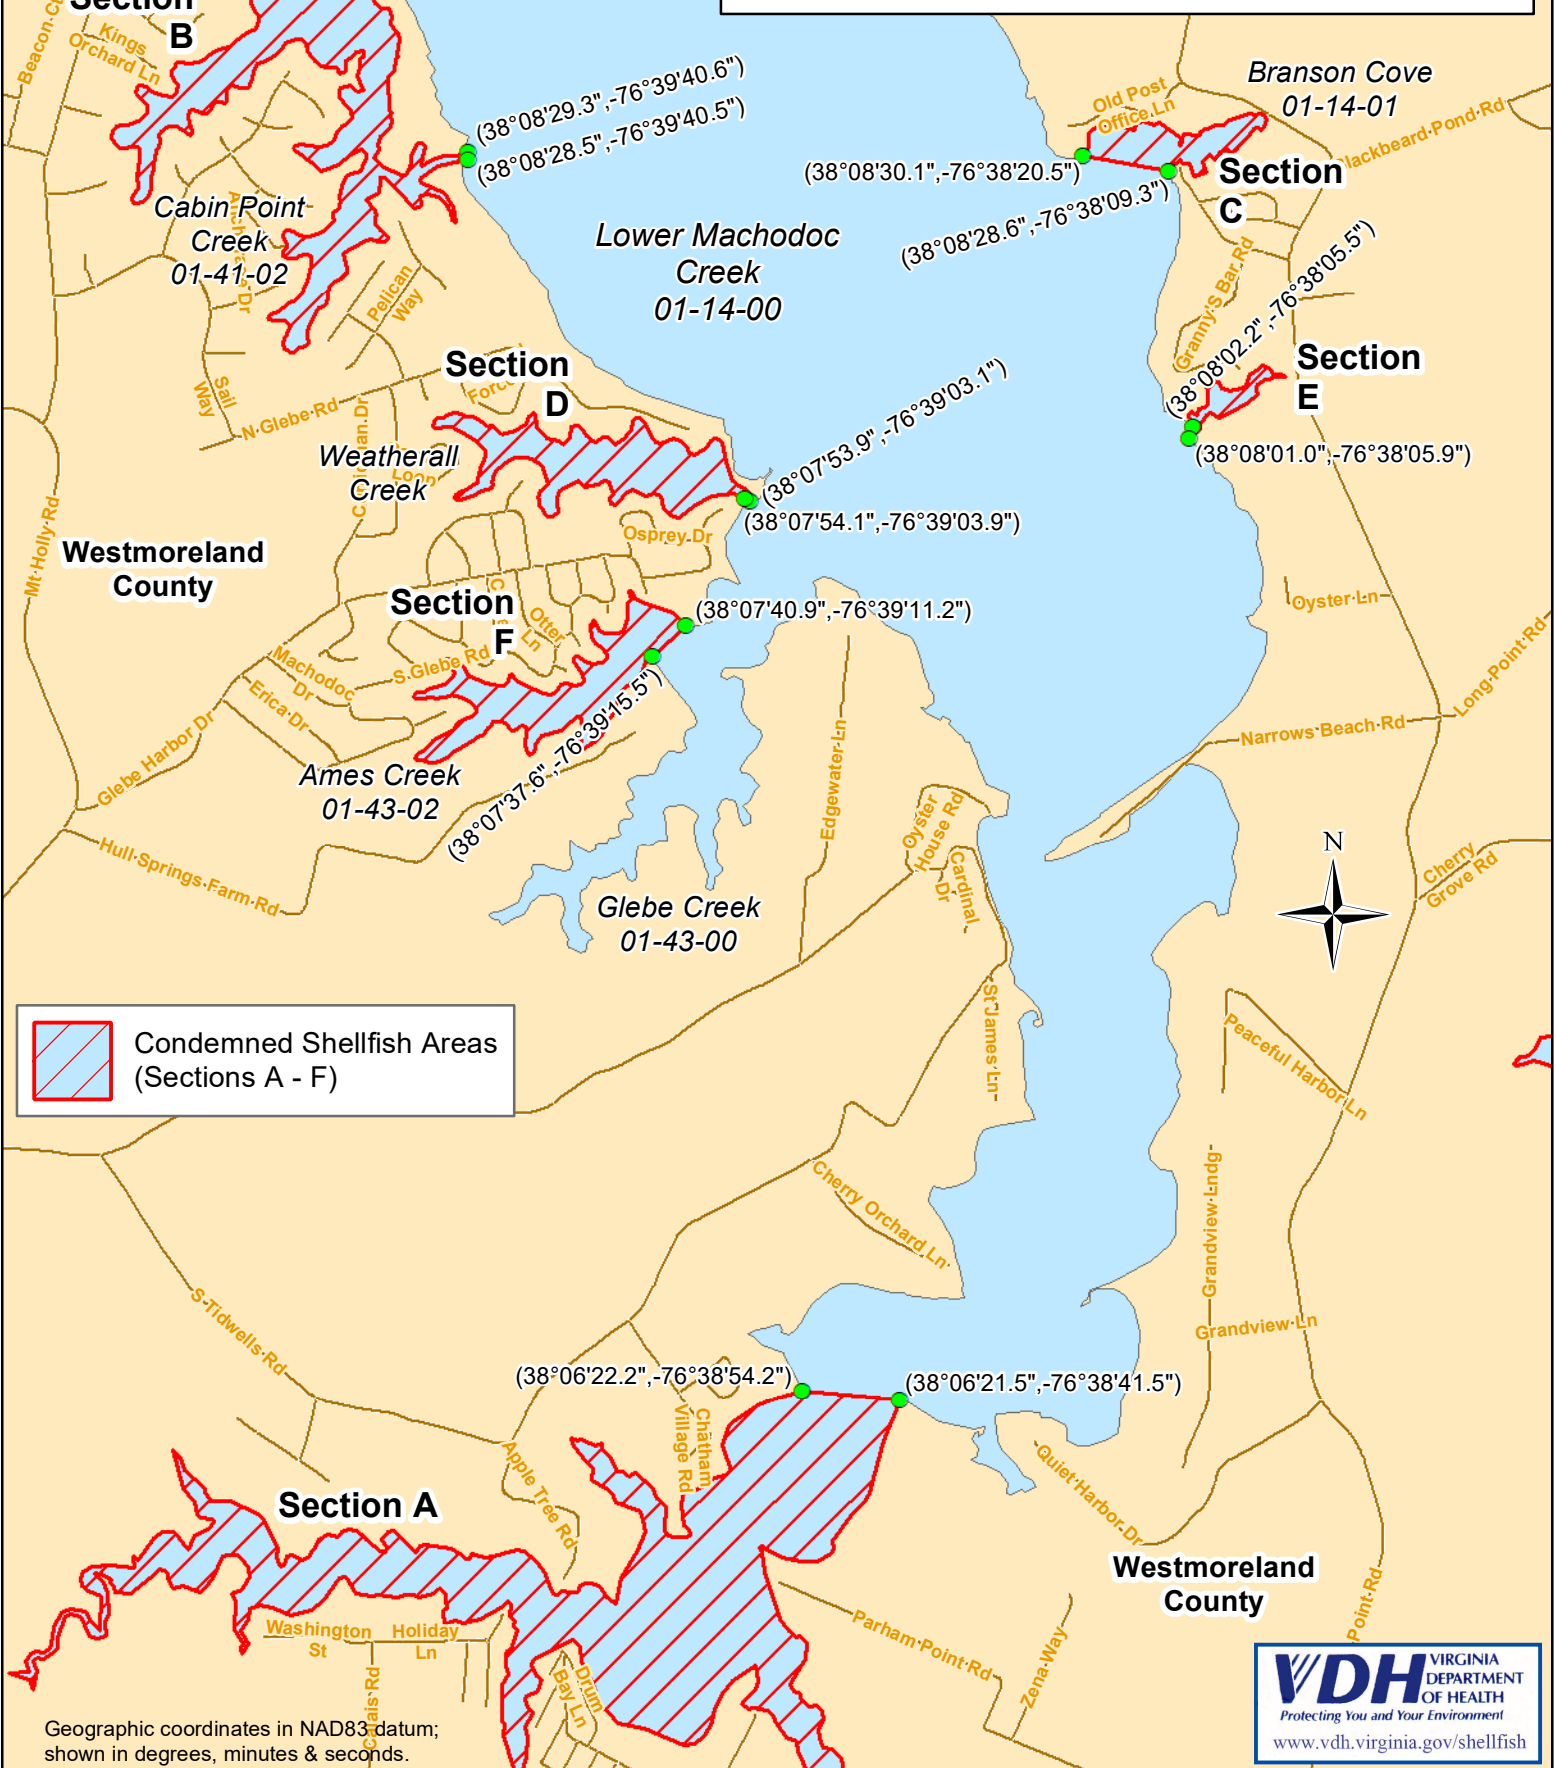 Section
B
Kings
Orchard Ln
(38°08'29.3",-76°39'40.6")
(38°08'28.5",-76°39'40.5")
Branson Cove
01-14-01
Old Post
Office Ln
(38°08'30.1",-76°38'20.5")
(38°08'28.6",-76°38'09.3")
Section
C
Cabin Point
Creek
01-41-02
Pelican
Way
Lower Machodoc
Creek
01-14-00
Granny'S Bar Rd
(38°08'02.2",-76°38'05.5")
Section
E
(38°08'01.0",-76°38'05.9")
Section
D
Sail
Way
N Glebe Rd
Weatherall
Creek
Loop
(38°07'53.9",-76°39'03.1")
(38°07'54.1",-76°39'03.9")
Osprey Dr
Mt Holly Rd
Westmoreland
County
Section
F
Otter
Ln
(38°07'40.9",-76°39'11.2")
Oyster Ln
Machodoc
Dr
S Glebe Rd
Erica Dr
Glebe Harbor Dr
(38°07'37.6",-76°39'15.5")
Ames Creek
01-43-02
Long Point Rd
Narrows Beach Rd
Edgewater Ln
Oyster
House Rd
Cardinal
Dr
Hull Springs Farm Rd
Glebe Creek
01-43-00
N
Cherry
Grove Rd
St James Ln
Peaceful Harbor Ln
Condemned Shellfish Areas
(Sections A - F)
Cherry Orchard Ln
Grandview Lndg
Grandview Ln
S Tidwells Rd
(38°06'22.2",-76°38'54.2")
(38°06'21.5",-76°38'41.5")
Chatham
Village Rd
Apple Tree Rd
Quiet Harbor Dr
Section A
Westmoreland
County
Washington
St
Holiday
Ln
Parham Point Rd
Zena Way
Point Rd
Drum
Bay Ln
Geographic coordinates in NAD83 datum;
shown in degrees, minutes & seconds.
VDH
VIRGINIA
DEPARTMENT
OF HEALTH
Protecting You and Your Environment
www.vdh.virginia.gov/shellfish